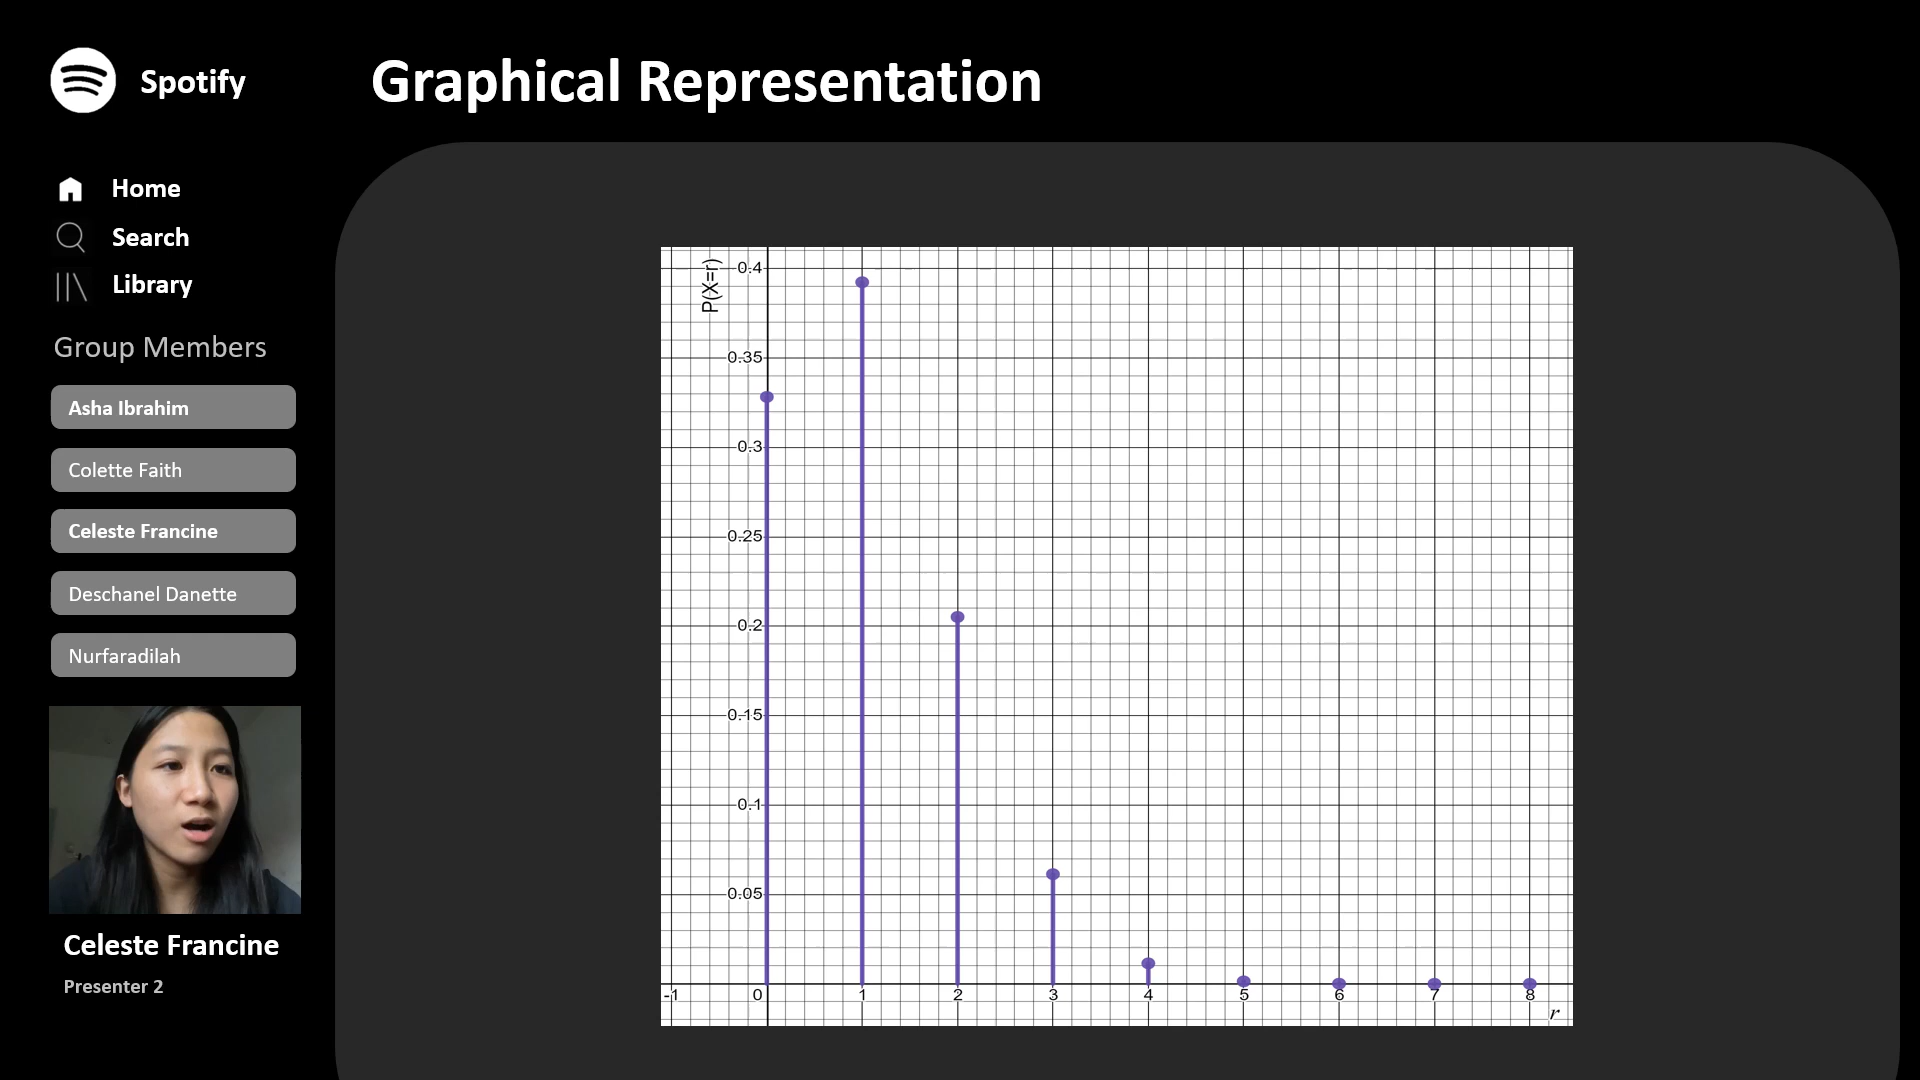 Spotify
Graphical Representation
Home
Search
Library
Group Members
Asha Ibrahim
Colette Faith
Celeste Francine
Deschanel Danette
Nurfaradilah
Celeste Francine
Presenter 2
P(X=r)
0.4
0.35
0.3
0.25
0.2
0.15
0.1
0.05
-1 0 1 2 3 4 5 6 7 8
r